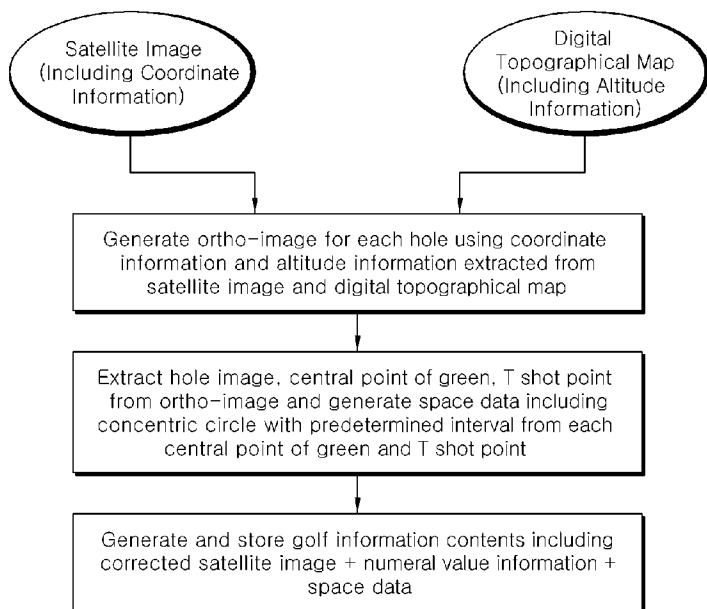 Satellite Image
(Including Coordinate
Information)
Digital
Topographical Map
(Including Altitude
Information)
Generate ortho-image for each hole using coordinate
information and altitude information extracted from
satellite image and digital topographical map
Extract hole image, central point of green, T shot point
from ortho-image and generate space data including
concentric circle with predetermined interval from each
central point of green and T shot point
Generate and store golf information contents including
corrected satellite image + numeral value information +
space data